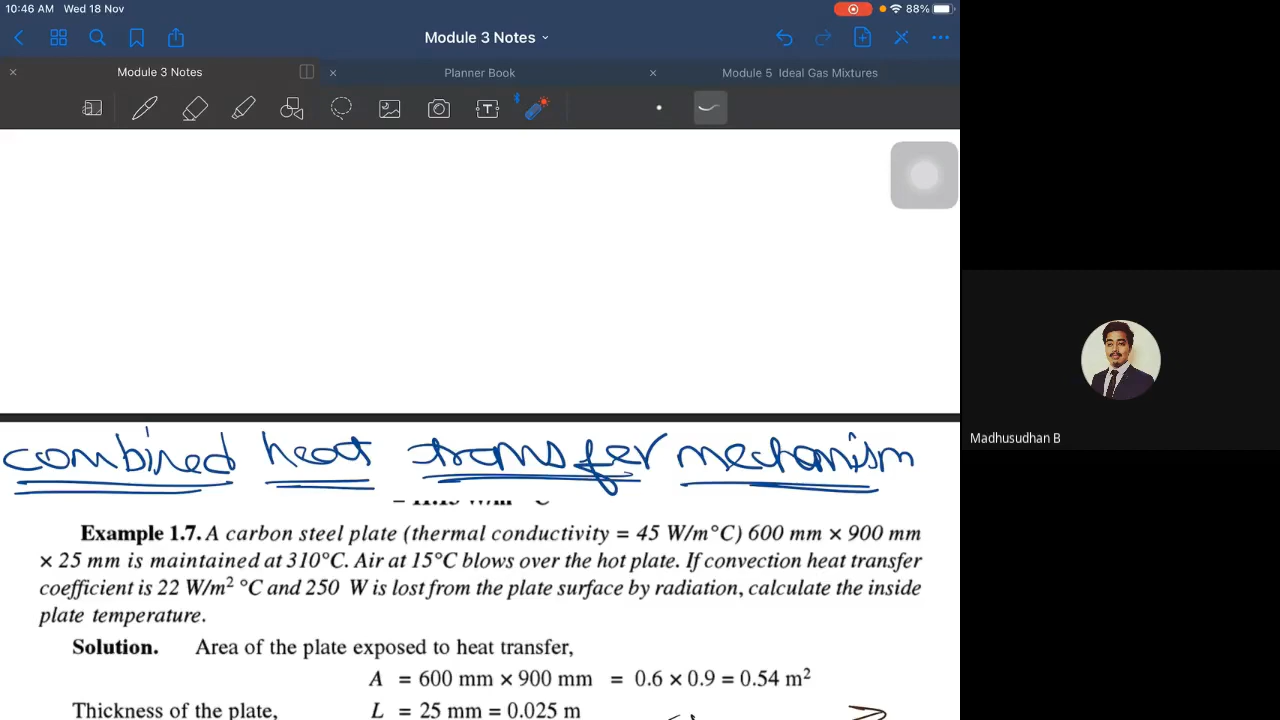 10:46 AM Wed 18 Nov
88%
Module 3 Notes
Module 3 Notes
Planner Book
Module 5 Ideal Gas Mixtures
T
combined heat transfer mechanism
Example 1.7. A carbon steel plate (thermal conductivity = 45 W/m°C) 600 mm × 900 mm
× 25 mm is maintained at 310°C. Air at 15°C blows over the hot plate. If convection heat transfer
coefficient is 22 W/m² °C and 250 W is lost from the plate surface by radiation, calculate the inside
plate temperature.
Solution. Area of the plate exposed to heat transfer,
A = 600 mm × 900 mm = 0.6 × 0.9 = 0.54 m²
Thickness of the plate, L = 25 mm = 0.025 m
Madhusudhan B